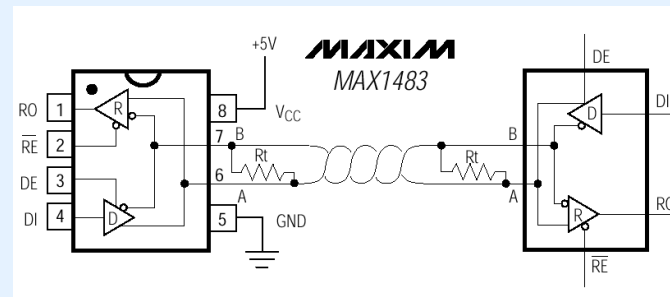 MAXIM
MAX1483
+5V
RO 1
RE 2
DE 3
DI 4
R
D
8 VCC
7 B
6 A
5 GND
Rt
Rt
B
A
DE
D
DI
R
RO
RE